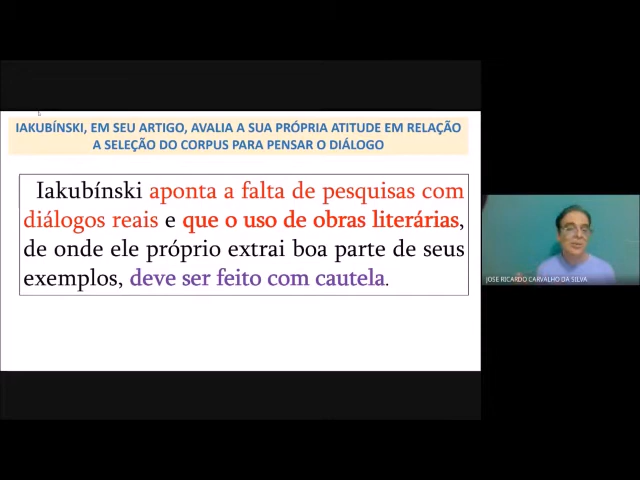 IAKUBÍNSKI, EM SEU ARTIGO, AVALIA A SUA PRÓPRIA ATITUDE EM RELAÇÃO
A SELEÇÃO DO CORPUS PARA PENSAR O DIÁLOGO
Iakubínski aponta a falta de pesquisas com
diálogos reais e que o uso de obras literárias,
de onde ele próprio extrai boa parte de seus
exemplos, deve ser feito com cautela.
JOSE RICARDO CARVALHO DA SILVA